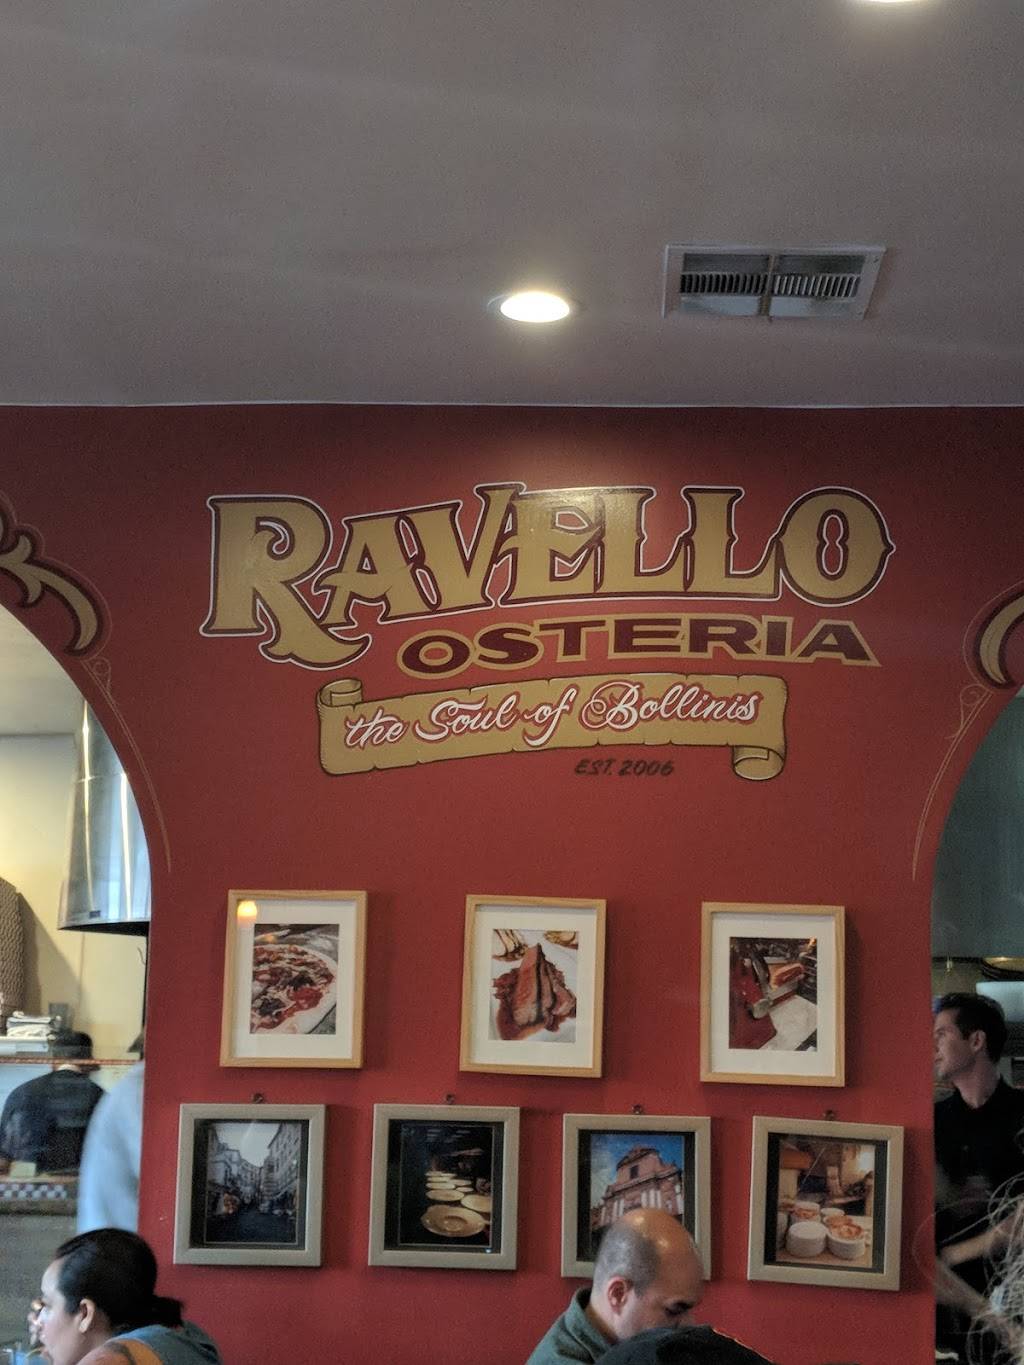 RAVELLO
OSTERIA
the Soul of Bollinis
EST. 2006